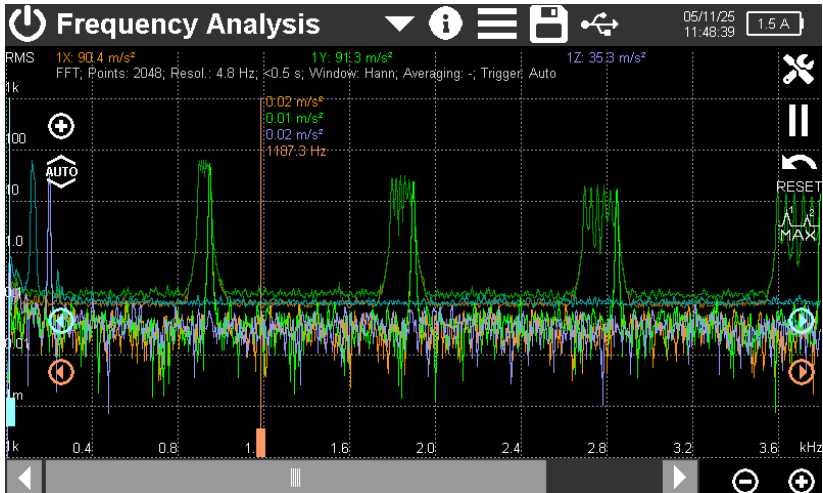 Frequency Analysis
05/11/25
11:48:39
1.5 A
RMS 1X: 90.4 m/s² 1Y: 91.3 m/s² 1Z: 35.3 m/s²
FFT; Points: 2048; Resol.: 4.8 Hz; <0.5 s; Window: Hann; Averaging: -; Trigger: Auto
1k
0.02 m/s²
0.01 m/s²
0.02 m/s²
1187.3 Hz
100
AUTO
RESET
10
1 2
MAX
1.0
0.01
1m
1k 0.4 0.8 1. 1.6 2.0 2.4 2.8 3.2 3.6 kHz